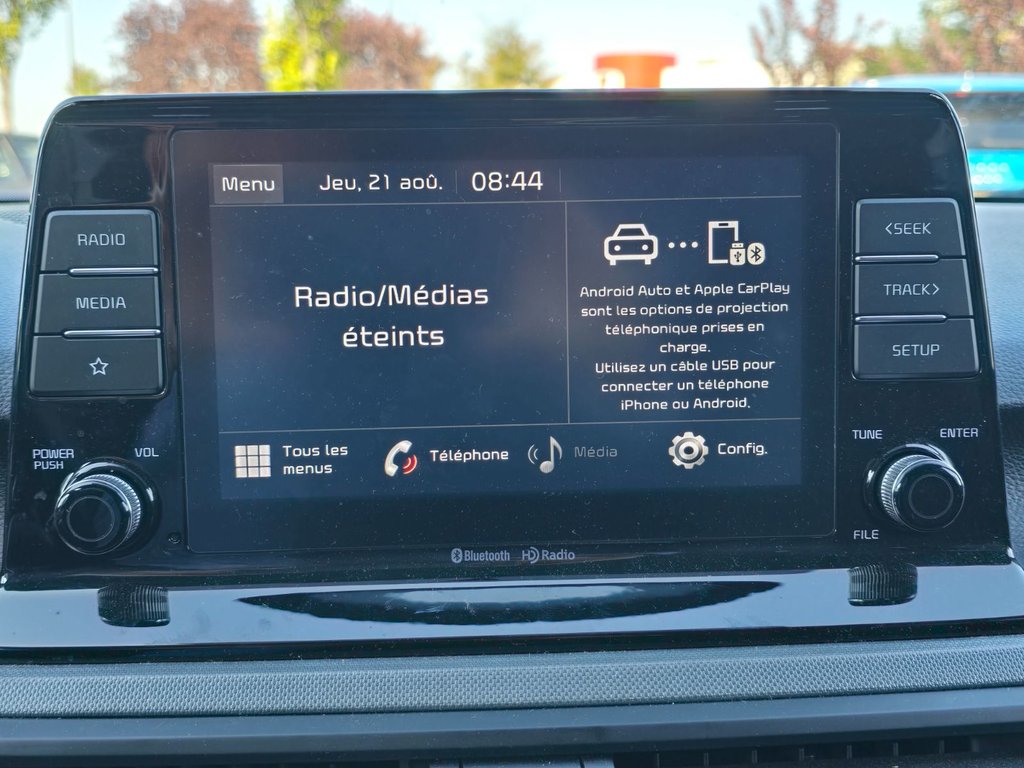 Menu
Jeu, 21 aoû.
08:44
RADIO
MEDIA
Radio/Médias
éteints
Android Auto et Apple CarPlay
sont les options de projection
téléphonique prises en
charge.
Utilisez un câble USB pour
connecter un téléphone
iPhone ou Android.
<SEEK
TRACK>
SETUP
POWER
PUSH
VOL
Tous les
menus
Téléphone
Média
Config.
TUNE
ENTER
FILE
Bluetooth
HD Radio